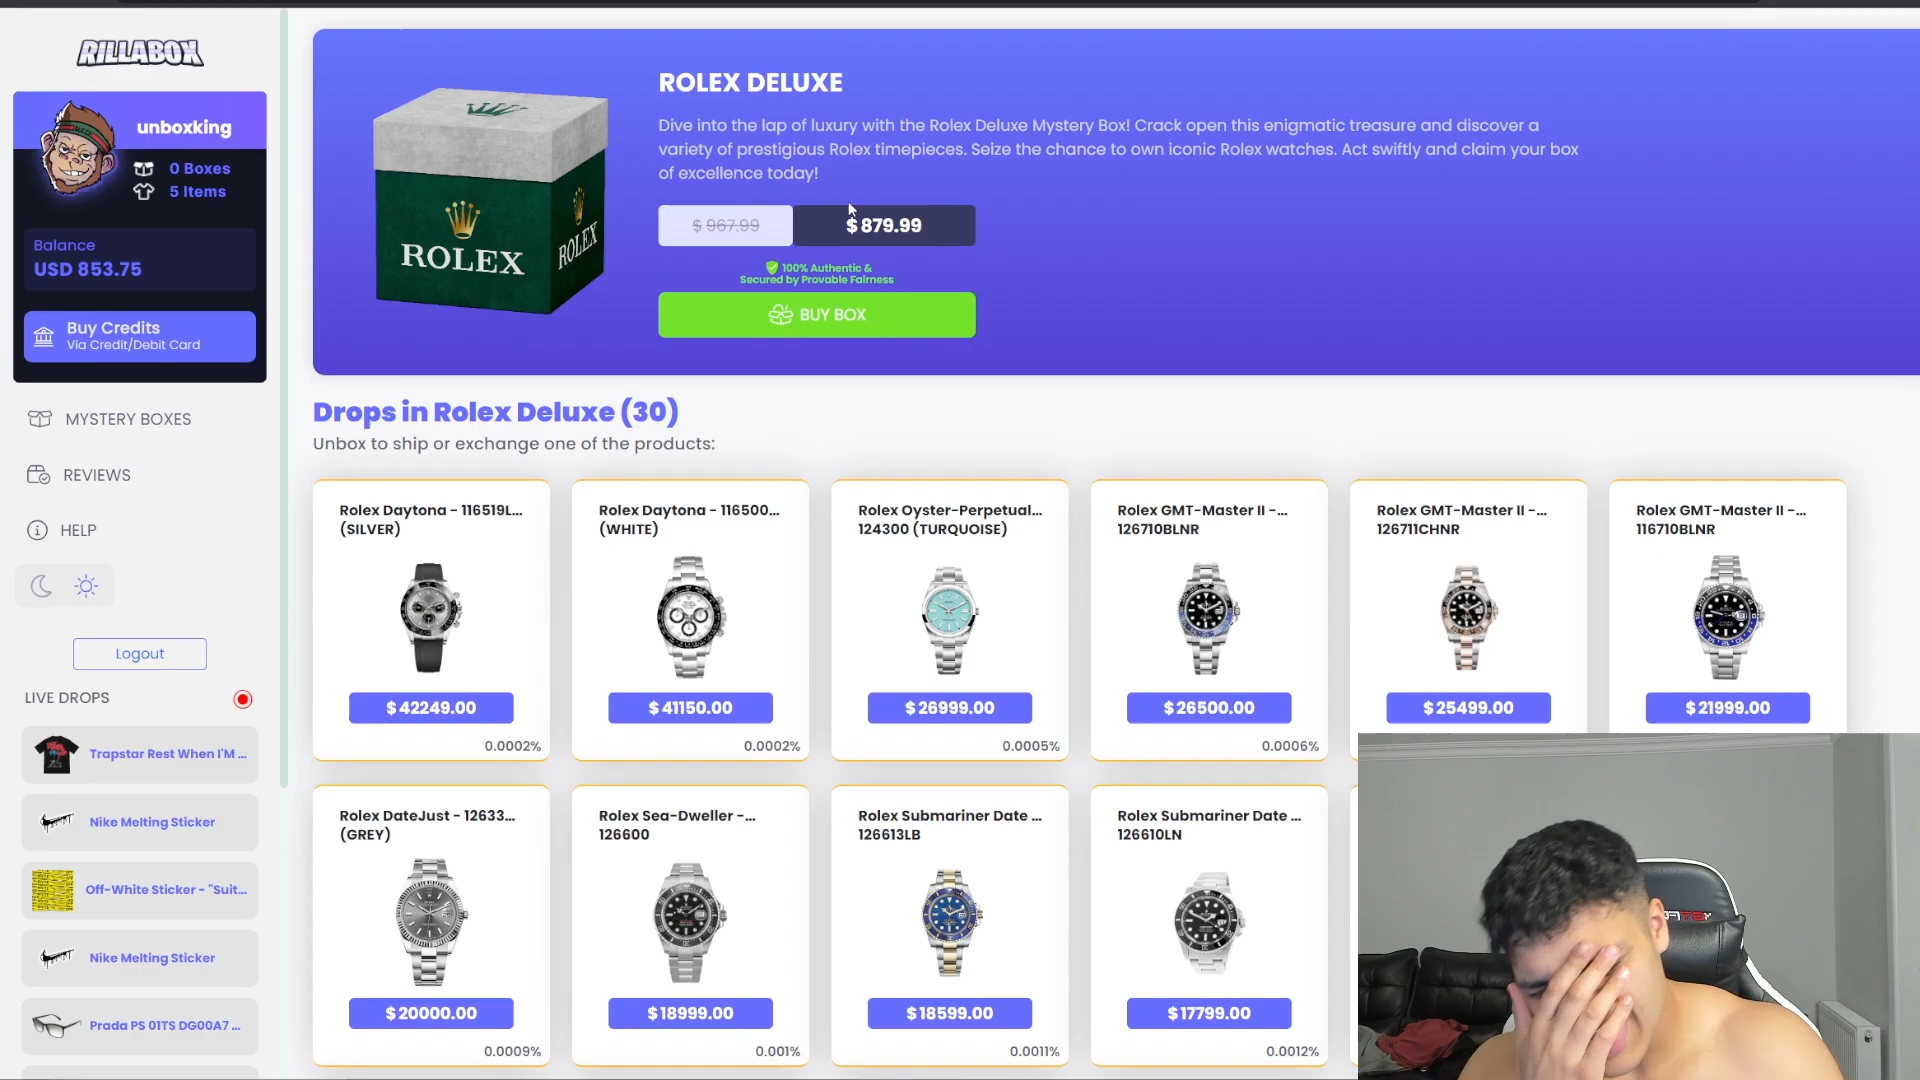 RILLABOX
unboxking
0 Boxes
5 Items
Balance
USD 853.75
Buy Credits
Via Credit/Debit Card
MYSTERY BOXES
REVIEWS
HELP
Logout
LIVE DROPS
Trapstar Rest When I'M ...
Nike Melting Sticker
Off-White Sticker - "Suit...
Nike Melting Sticker
Prada PS 01TS DG00A7 ...
ROLEX
ROLEX
ROLEX DELUXE
Dive into the lap of luxury with the Rolex Deluxe Mystery Box! Crack open this enigmatic treasure and discover a
variety of prestigious Rolex timepieces. Seize the chance to own iconic Rolex watches. Act swiftly and claim your box
of excellence today!
$ 967.99
$ 879.99
100% Authentic &
Secured by Provable Fairness
BUY BOX
Drops in Rolex Deluxe (30)
Unbox to ship or exchange one of the products:
Rolex Daytona - 116519L...
(SILVER)
$ 42249.00
0.0002%
Rolex Daytona - 116500...
(WHITE)
$ 41150.00
0.0002%
Rolex Oyster-Perpetual...
124300 (TURQUOISE)
$ 26999.00
0.0005%
Rolex GMT-Master II -...
126710BLNR
$ 26500.00
0.0006%
Rolex GMT-Master II -...
126711CHNR
$ 25499.00
Rolex GMT-Master II -...
116710BLNR
$ 21999.00
Rolex DateJust - 12633...
(GREY)
$ 20000.00
0.0009%
Rolex Sea-Dweller -...
126600
$ 18999.00
0.001%
Rolex Submariner Date ...
126613LB
$ 18599.00
0.0011%
Rolex Submariner Date ...
126610LN
$ 17799.00
0.0012%